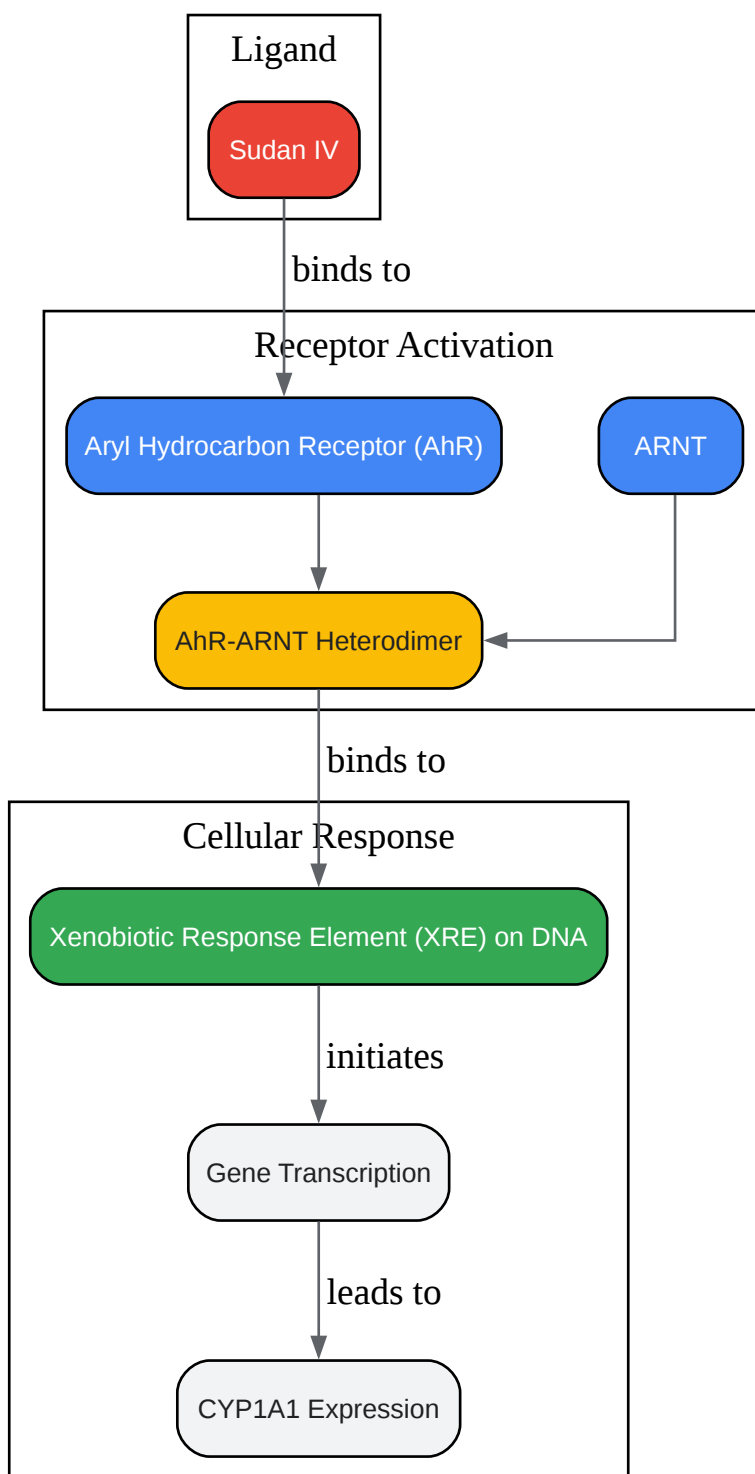 Ligand
Sudan IV
binds to
Receptor Activation
Aryl Hydrocarbon Receptor (AhR)
ARNT
AhR-ARNT Heterodimer
binds to
Cellular Response
Xenobiotic Response Element (XRE) on DNA
initiates
Gene Transcription
leads to
CYP1A1 Expression